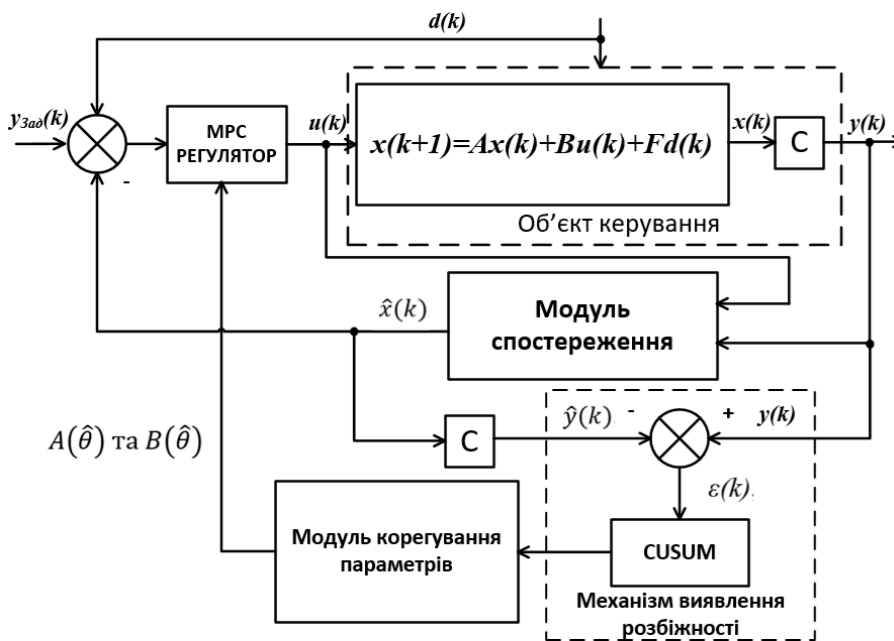 d(k)
yЗад(k)
-
МРС
РЕГУЛЯТОР
u(k)
x(k+1)=Ax(k)+Bu(k)+Fd(k)
x(k)
C
y(k)
Об’єкт керування
x̂(k)
Модуль
спостереження
A(θ̂) та B(θ̂)
C
ŷ(k)
-
+
y(k)
ε(k)
Модуль корегування
параметрів
CUSUM
Механізм виявлення
розбіжності